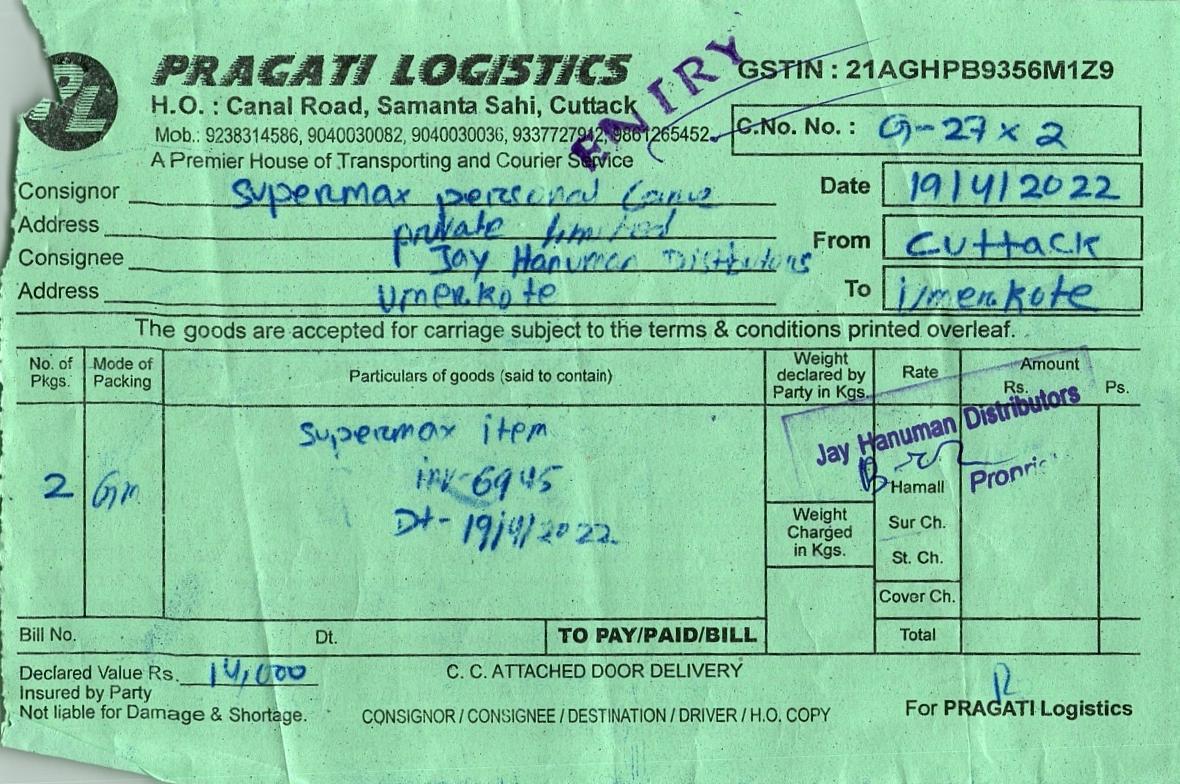 PRAGATI LOGISTICS
ENTRY
GSTIN : 21AGHPB9356M1Z9
H.O. : Canal Road, Samanta Sahi, Cuttack
Mob.: 9238314586, 9040030082, 9040030036, 9337727942, 9861265452.
C.No. No. : G-27 x 2
A Premier House of Transporting and Courier Service
Consignor Supermax personal Care
Date 19/4/2022
Address private limited
From Cuttack
Consignee Jay Hanuman Distributors
Address Umerkote
To Umerkote
The goods are accepted for carriage subject to the terms & conditions printed overleaf.
No. of Pkgs.
Mode of Packing
Particulars of goods (said to contain)
Weight declared by Party in Kgs.
Rate
Amount
Rs. Ps.
Supermax item
Jay Hanuman Distributors
2 Gm
inv-6945
Hamall
Dt- 19/4/2022
Weight Charged in Kgs.
Sur Ch.
St. Ch.
Cover Ch.
Bill No. Dt. TO PAY/PAID/BILL Total
Declared Value Rs. 14,000
C. C. ATTACHED DOOR DELIVERY
Insured by Party
Not liable for Damage & Shortage.
CONSIGNOR / CONSIGNEE / DESTINATION / DRIVER / H.O. COPY
For PRAGATI Logistics